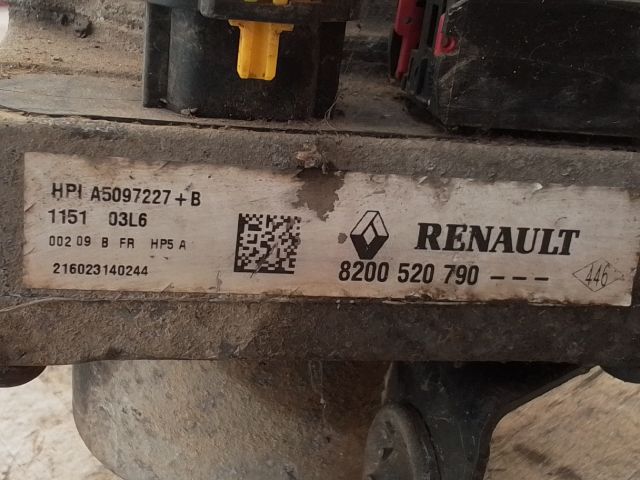 HPI A5097227+B
1151 03L6
002 09 B FR HP5 A
216023140244
RENAULT
8200 520 790 ---
446